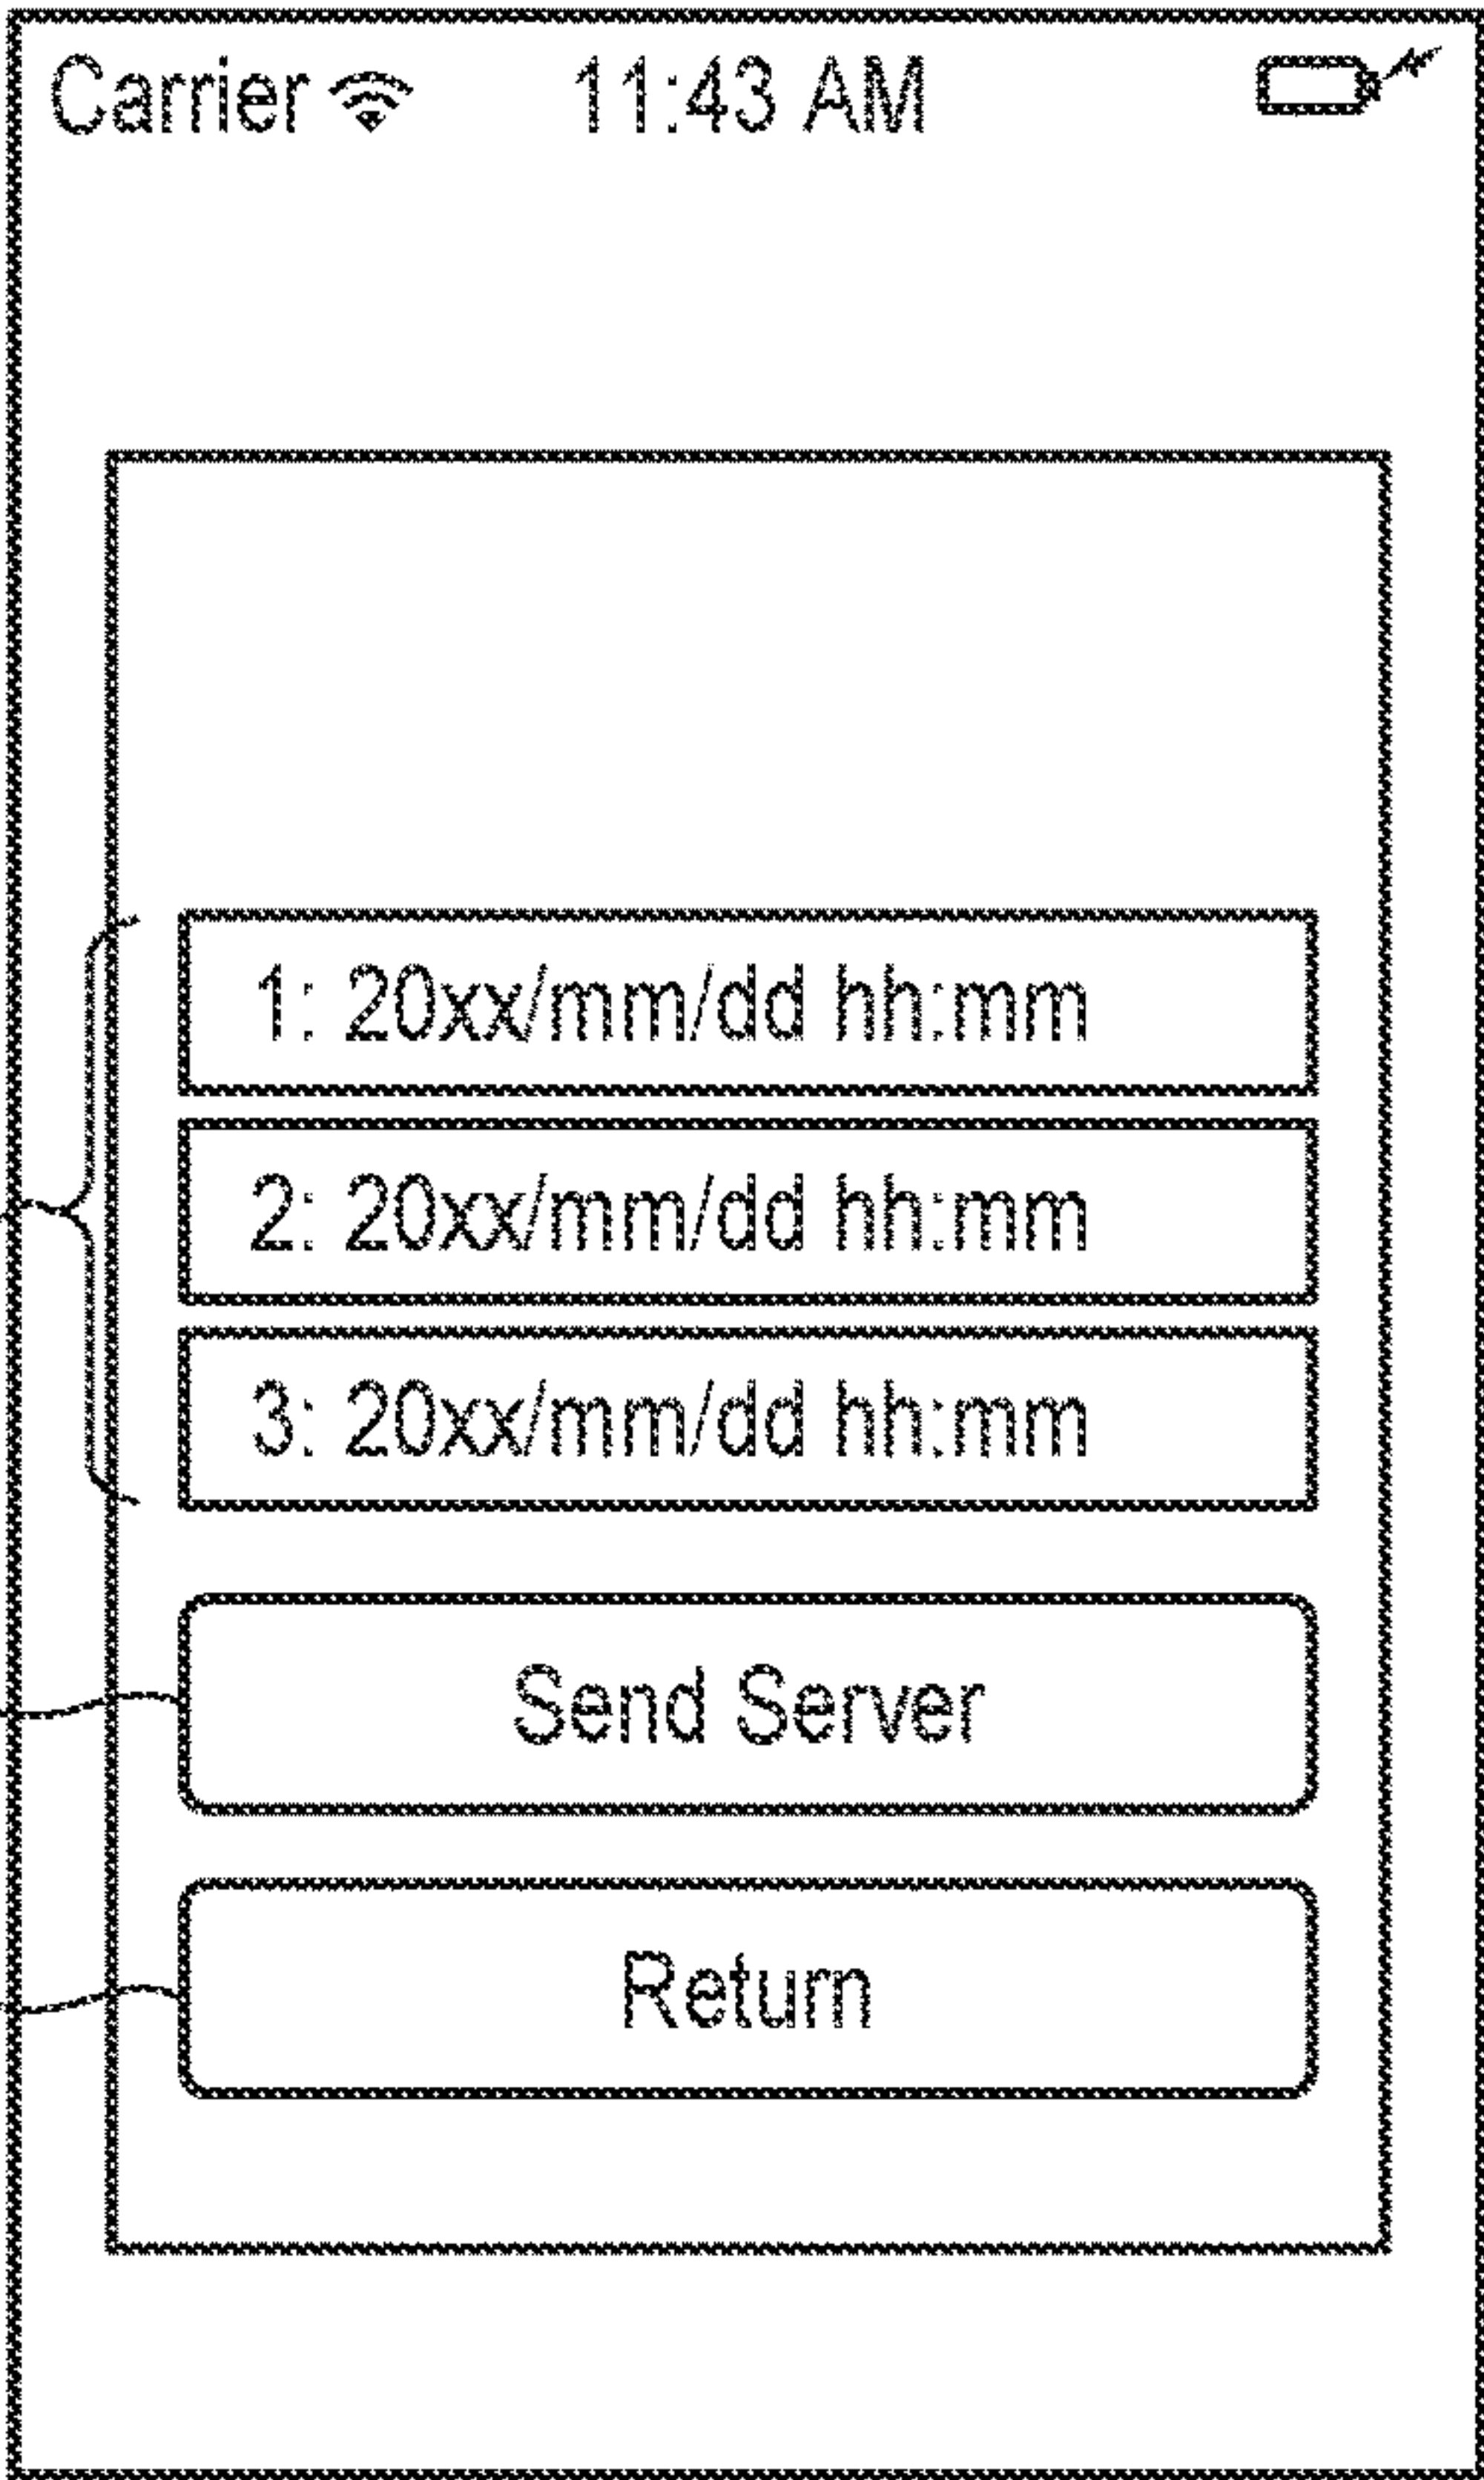 Carrier 11:43 AM
1: 20xx/mm/dd hh:mm
2: 20xx/mm/dd hh:mm
3: 20xx/mm/dd hh:mm
Send Server
Return